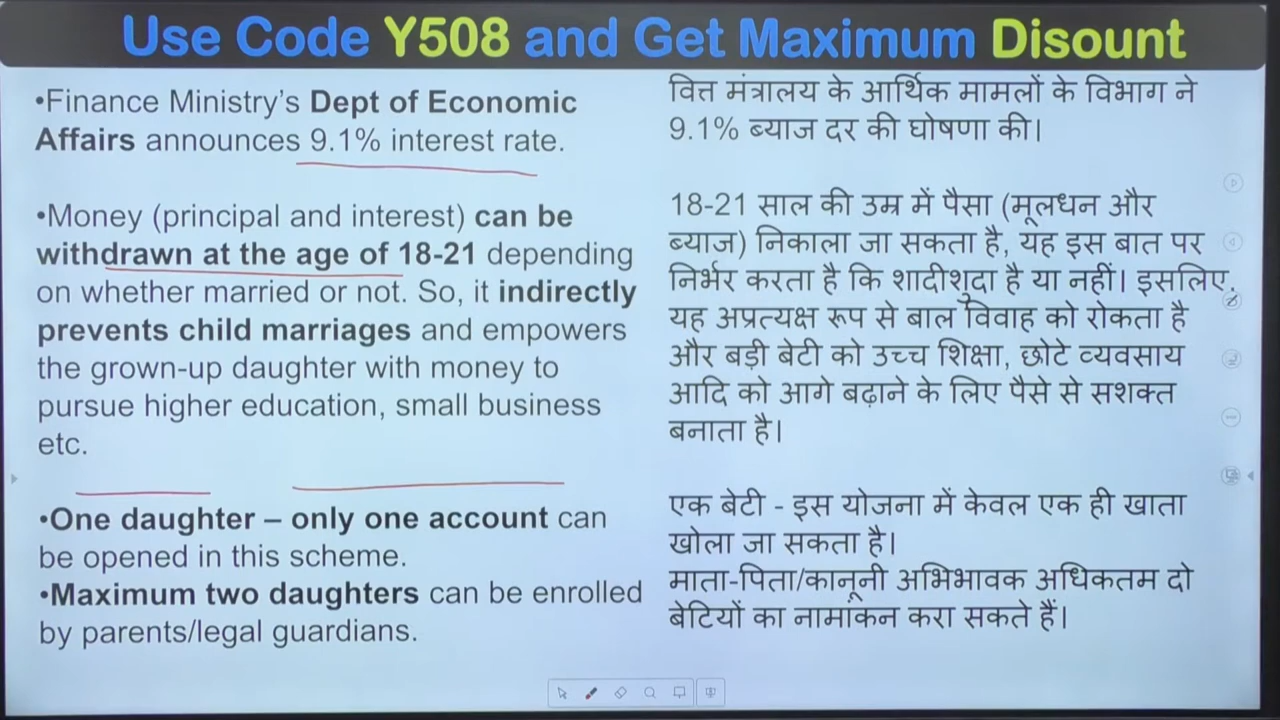 Use Code Y508 and Get Maximum Disount
•Finance Ministry's Dept of Economic
Affairs announces 9.1% interest rate.
•Money (principal and interest) can be
withdrawn at the age of 18-21 depending
on whether married or not. So, it indirectly
prevents child marriages and empowers
the grown-up daughter with money to
pursue higher education, small business
etc.
•One daughter – only one account can
be opened in this scheme.
•Maximum two daughters can be enrolled
by parents/legal guardians.
वित्त मंत्रालय के आर्थिक मामलों के विभाग ने
9.1% ब्याज दर की घोषणा की।
18-21 साल की उम्र में पैसा (मूलधन और
ब्याज) निकाला जा सकता है, यह इस बात पर
निर्भर करता है कि शादीशुदा है या नहीं। इसलिए,
यह अप्रत्यक्ष रूप से बाल विवाह को रोकता है
और बड़ी बेटी को उच्च शिक्षा, छोटे व्यवसाय
आदि को आगे बढ़ाने के लिए पैसे से सशक्त
बनाता है।
एक बेटी - इस योजना में केवल एक ही खाता
खोला जा सकता है।
माता-पिता/कानूनी अभिभावक अधिकतम दो
बेटियों का नामांकन करा सकते हैं।